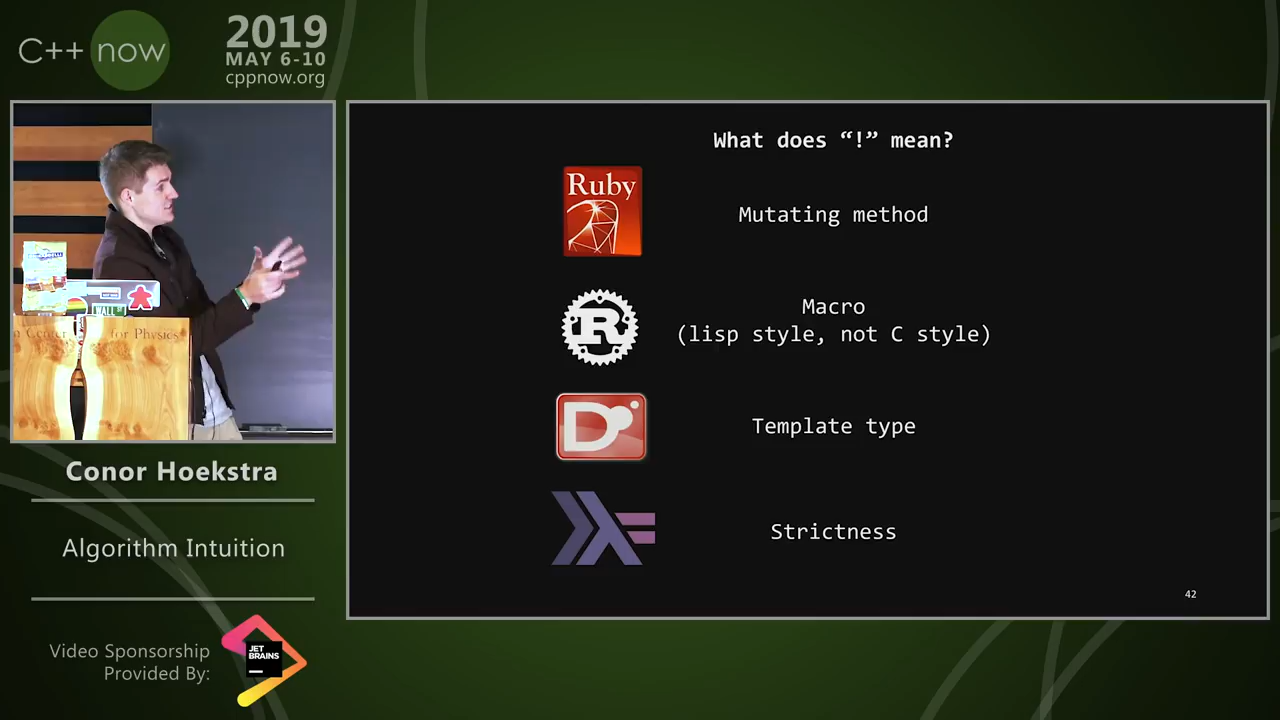 C++ now
2019
MAY 6-10
cppnow.org
What does “!” mean?
Ruby
Mutating method
R
Macro
(lisp style, not C style)
D
Template type
Strictness
42
for Physics
Conor Hoekstra
Algorithm Intuition
Video Sponsorship
Provided By:
JET
BRAINS